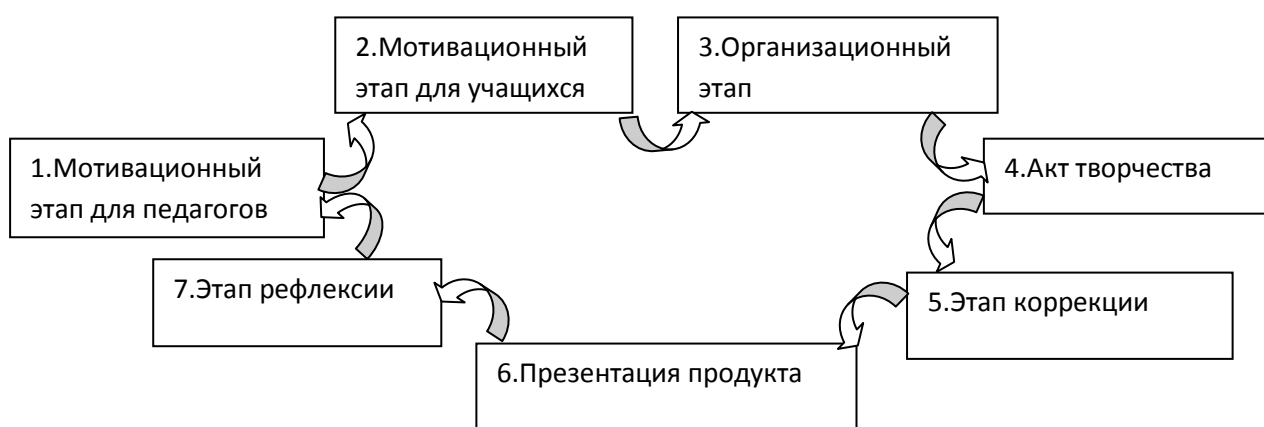 1.Мотивационный
этап для педагогов
2.Мотивационный
этап для учащихся
3.Организационный
этап
4.Акт творчества
5.Этап коррекции
6.Презентация продукта
7.Этап рефлексии